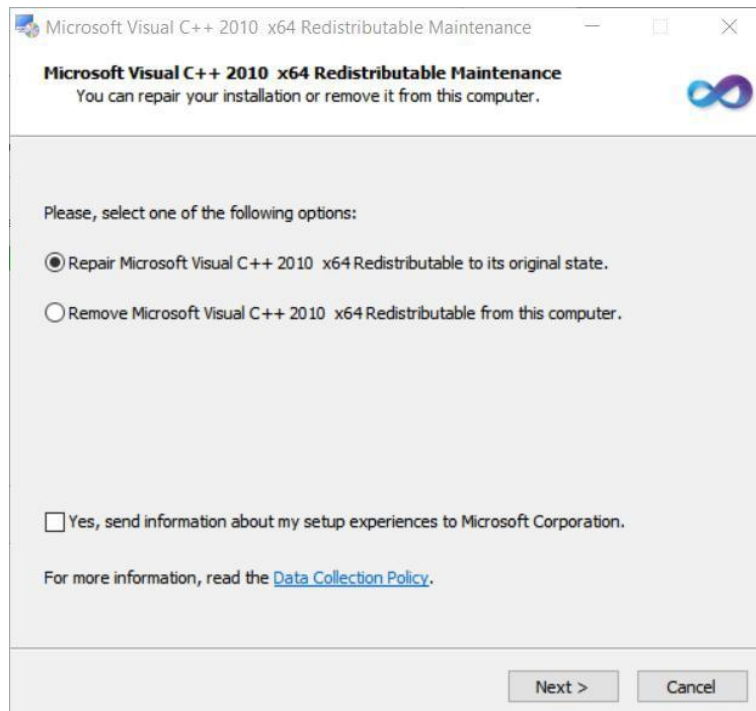 Microsoft Visual C++ 2010  x64 Redistributable Maintenance
Microsoft Visual C++ 2010  x64 Redistributable Maintenance
You can repair your installation or remove it from this computer.
Please, select one of the following options:
Repair Microsoft Visual C++ 2010  x64 Redistributable to its original state.
Remove Microsoft Visual C++ 2010  x64 Redistributable from this computer.
Yes, send information about my setup experiences to Microsoft Corporation.
For more information, read the Data Collection Policy.
Next >
Cancel